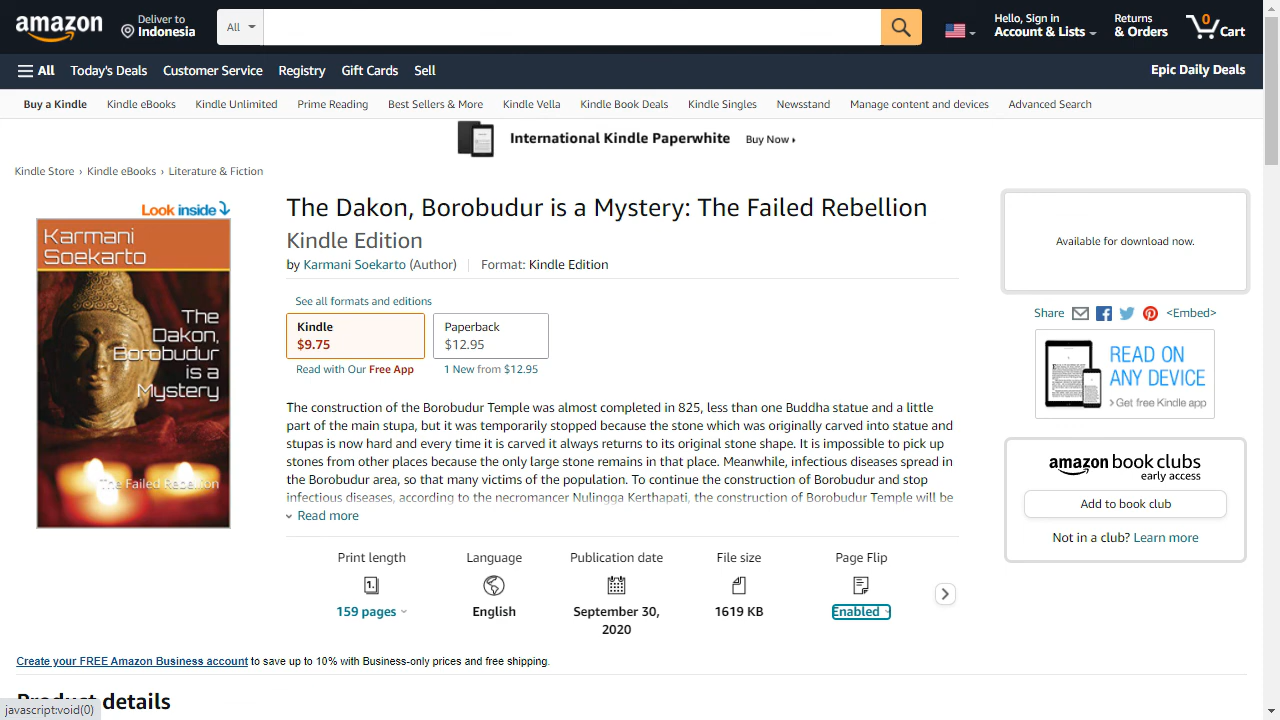 amazon
Deliver to
Indonesia
All
Hello, Sign in
Account & Lists
Returns
& Orders
0
Cart
All
Today's Deals
Customer Service
Registry
Gift Cards
Sell
Epic Daily Deals
Buy a Kindle
Kindle eBooks
Kindle Unlimited
Prime Reading
Best Sellers & More
Kindle Vella
Kindle Book Deals
Kindle Singles
Newsstand
Manage content and devices
Advanced Search
International Kindle Paperwhite
Buy Now
Kindle Store › Kindle eBooks › Literature & Fiction
Look inside
Karmani
Soekarto
The
Dakon,
Borobudur
is a
Mystery
The Failed Rebellion
The Dakon, Borobudur is a Mystery: The Failed Rebellion
Kindle Edition
by Karmani Soekarto (Author)
Format: Kindle Edition
See all formats and editions
Kindle
$9.75
Read with Our Free App
Paperback
$12.95
1 New from $12.95
The construction of the Borobudur Temple was almost completed in 825, less than one Buddha statue and a little
part of the main stupa, but it was temporarily stopped because the stone which was originally carved into statue and
stupas is now hard and every time it is carved it always returns to its original stone shape. It is impossible to pick up
stones from other places because the only large stone remains in that place. Meanwhile, infectious diseases spread in
the Borobudur area, so that many victims of the population. To continue the construction of Borobudur and stop
infectious diseases, according to the necromancer Nulingga Kerthapati, the construction of Borobudur Temple will be
Read more
Print length
1.
159 pages
Language
English
Publication date
September 30,
2020
File size
1619 KB
Page Flip
Enabled
Available for download now.
Share
<Embed>
READ ON
ANY DEVICE
› Get free Kindle app
amazon book clubs
early access
Add to book club
Not in a club? Learn more
Create your FREE Amazon Business account to save up to 10% with Business-only prices and free shipping.
Product details
javascript:void(0)